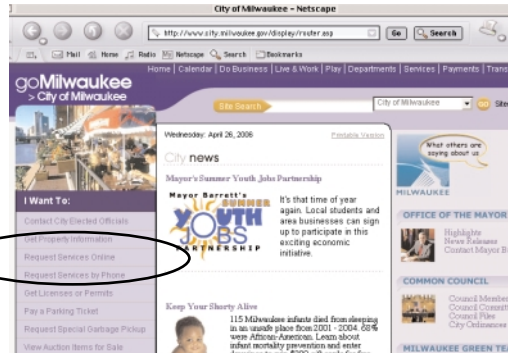 City of Milwaukee - Netscape
http://www.city.milwaukee.gov/display/router.asp
Go
Search
Mail
Home
Radio
My Netscape
Search
Bookmarks
Home | Calendar | Do Business | Live & Work | Play | Departments | Services | Payments | Trans
goMilwaukee
> City of Milwaukee
Site Search
City of Milwaukee
GO
Wednesday: April 26, 2006
Printable Version
City news
Mayor's Summer Youth Jobs Partnership
Mayor Barrett's
SUMMER
YOUTH
JOBS
PARTNERSHIP
It's that time of year
again. Local students and
area businesses can sign
up to participate in this
exciting economic
initiative.
Keep Your Shorty Alive
115 Milwaukee infants died from sleeping
in an unsafe place from 2001 - 2004. 68%
were African-American. Learn about
infant mortality prevention and enter
I Want To:
Contact City Elected Officials
Get Property Information
Request Services Online
Request Services by Phone
Get Licenses or Permits
Pay a Parking Ticket
Request Special Garbage Pickup
View Auction Items for Sale
What others are
saying about us
MILWAUKEE
OFFICE OF THE MAYOR
Highlights
News Releases
Contact Mayor B
COMMON COUNCIL
Council Member
Council Committ
Council Files
City Ordinances
MILWAUKEE GREEN TE